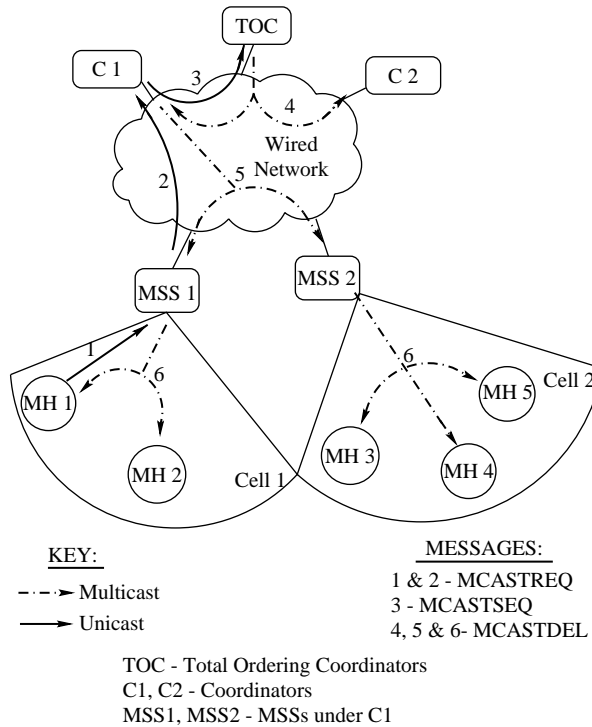 TOC
C 1
3
C 2
4
Wired
Network
2
5
MSS 1
MSS 2
1
6
6
MH 1
MH 5
Cell 2
MH 2
MH 3
MH 4
Cell 1
KEY:
Multicast
Unicast
MESSAGES:
1 & 2 - MCASTREQ
3 - MCASTSEQ
4, 5 & 6- MCASTDEL
TOC - Total Ordering Coordinators
C1, C2 - Coordinators
MSS1, MSS2 - MSSs under C1